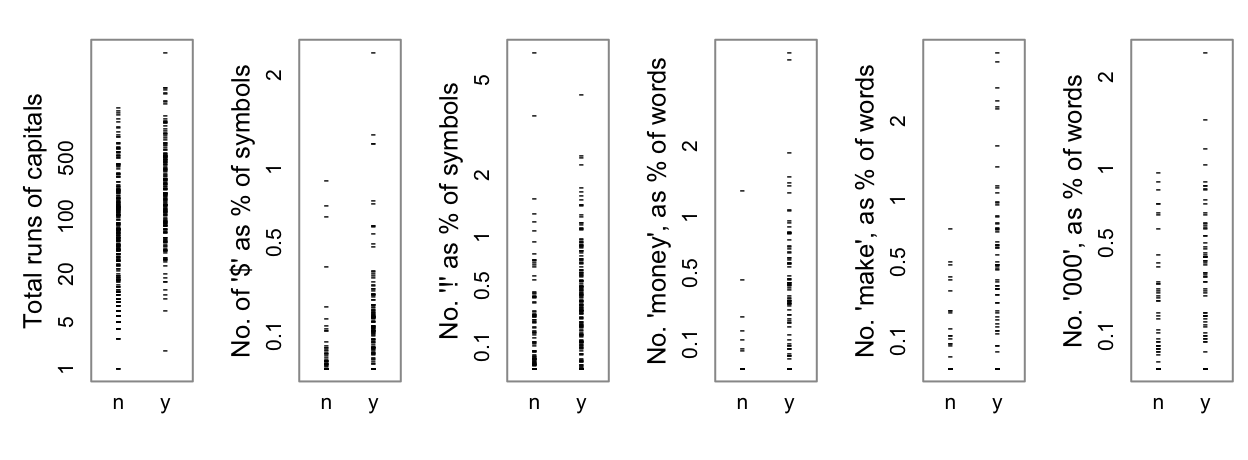 Total runs of capitals
1
5
20
100
500
n y
No. of '$' as % of symbols
0.1
0.5
1
2
n y
No. '!' as % of symbols
0.1
0.5
1
2
5
n y
No. 'money', as % of words
0.1
0.5
1
2
n y
No. 'make', as % of words
0.1
0.5
1
2
n y
No. '000', as % of words
0.1
0.5
1
2
n y